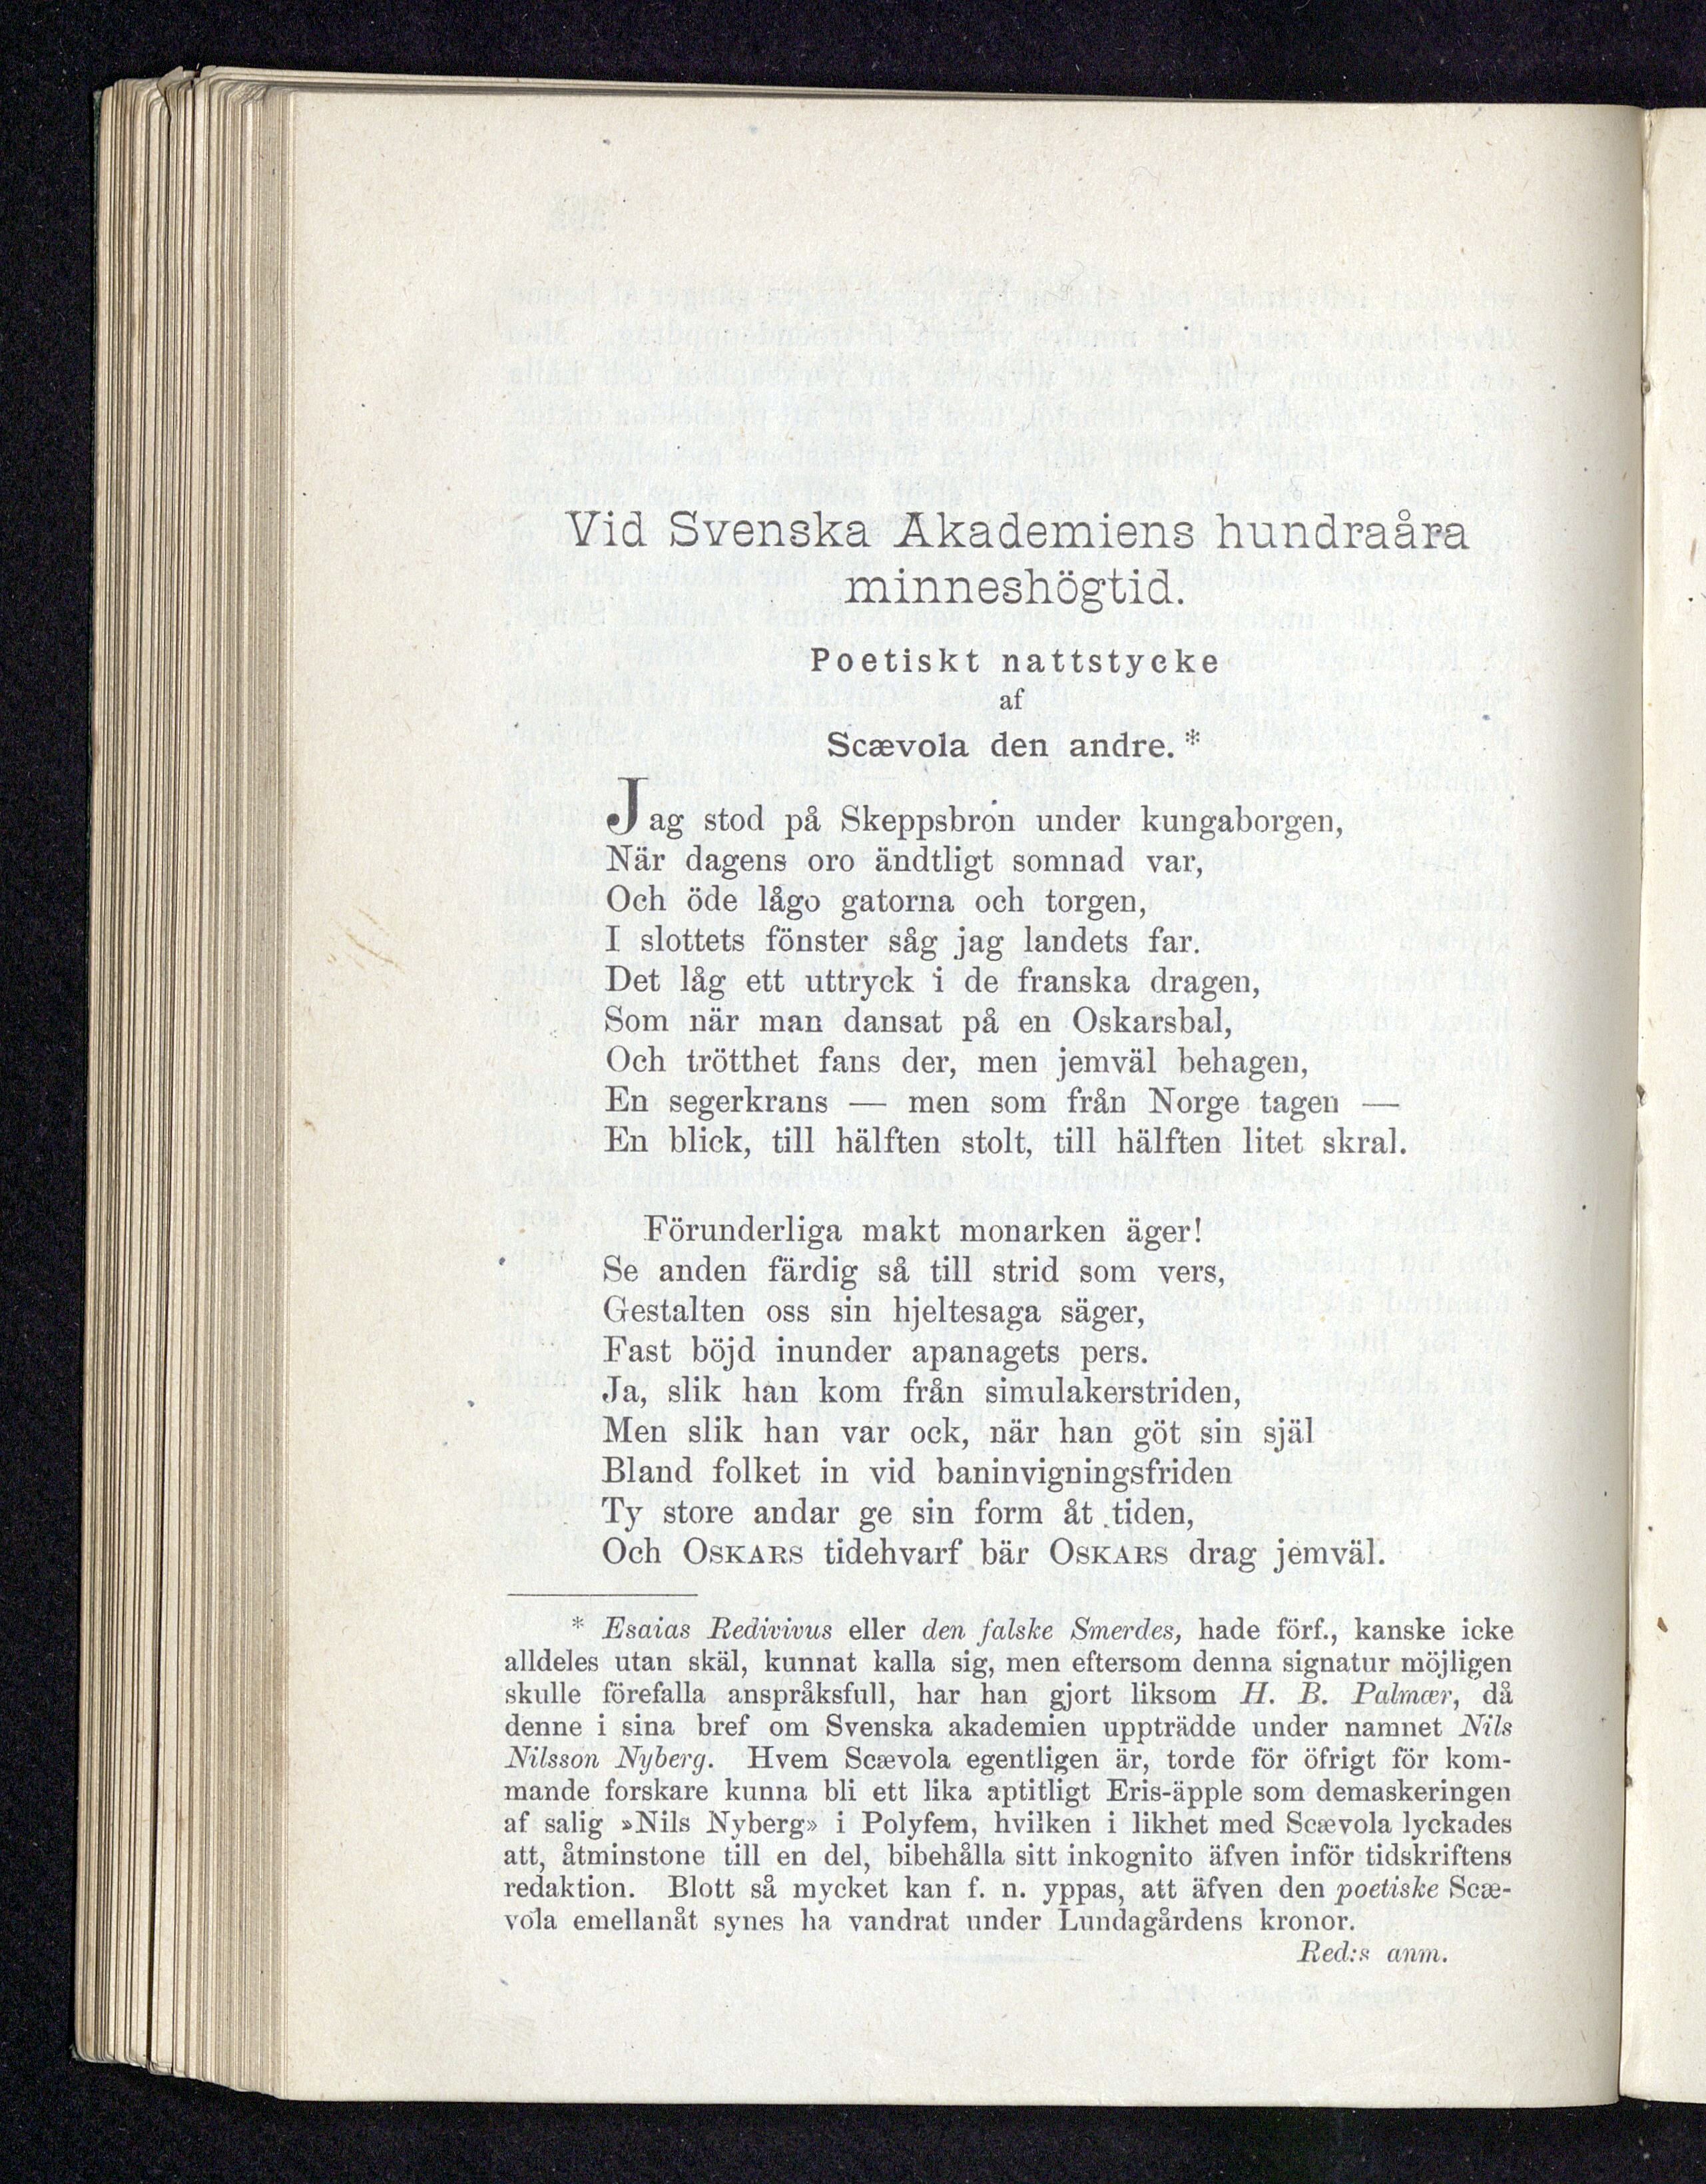 Vid Svenska Akademiens hundraåra
minneshögtid.
Poetiskt nattstycke
af
Scævola den andre.*
Jag stod på Skeppsbron under kungaborgen,
När dagens oro ändtligt somnad var,
Och öde lågo gatorna och torgen,
I slottets fönster såg jag landets far.
Det låg ett uttryck i de franska dragen,
Som när man dansat på en Oskarsbal,
Och trötthet fans der, men jemväl behagen,
En segerkrans — men som från Norge tagen —
En blick, till hälften stolt, till hälften litet skral.
Förunderliga makt monarken äger!
Se anden färdig så till strid som vers,
Gestalten oss sin hjeltesaga säger,
Fast böjd inunder apanagets pers.
Ja, slik han kom från simulakerstriden,
Men slik han var ock, när han göt sin själ
Bland folket in vid baninvigningsfriden
Ty store andar ge sin form åt tiden,
Och OSKARS tidehvarf bär OSKARS drag jemväl.
* Esaias Redivivus eller den falske Smerdes, hade förf., kanske icke
alldeles utan skäl, kunnat kalla sig, men eftersom denna signatur möjligen
skulle förefalla anspråksfull, har han gjort liksom H. B. Palmær, då
denne i sina bref om Svenska akademien uppträdde under namnet Nils
Nilsson Nyberg. Hvem Scævola egentligen är, torde för öfrigt för kom-
mande forskare kunna bli ett lika aptitligt Eris-äpple som demaskeringen
af salig »Nils Nyberg» i Polyfem, hvilken i likhet med Scævola lyckades
att, åtminstone till en del, bibehålla sitt inkognito äfven inför tidskriftens
redaktion. Blott så mycket kan f. n. yppas, att äfven den poetiske Scæ-
vola emellanåt synes ha vandrat under Lundagårdens kronor.
Red:s anm.